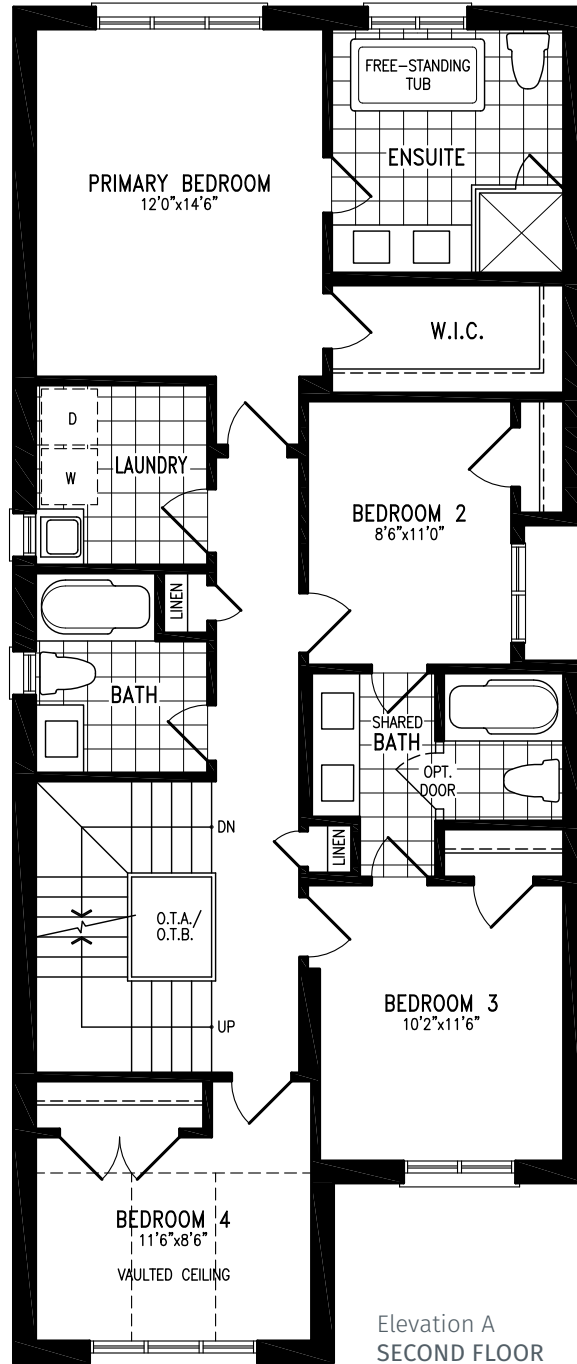 FREE-STANDING
TUB
ENSUITE
PRIMARY BEDROOM
12'0"x14'6"
W.I.C.
D
W
LAUNDRY
BEDROOM 2
8'6"x11'0"
LINEN
BATH
SHARED
BATH
OPT.
DOOR
DN
LINEN
O.T.A./
O.T.B.
UP
BEDROOM 3
10'2"x11'6"
BEDROOM 4
11'6"x8'6"
VAULTED CEILING
Elevation A
SECOND FLOOR